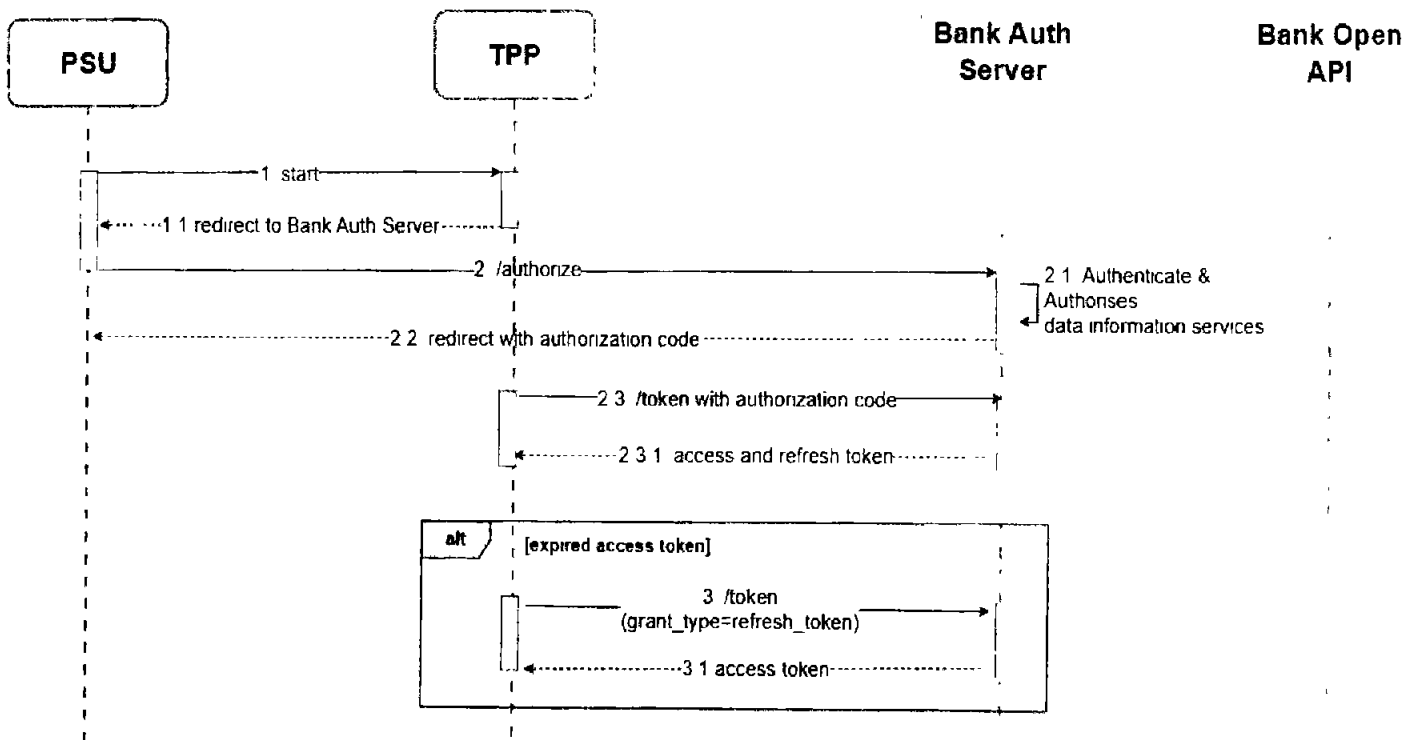 PSU
TPP
Bank Auth
Server
Bank Open
API
1 start
1 1 redirect to Bank Auth Server
2 /authorize
2 1 Authenticate &
Authorises
data information services
2 2 redirect with authorization code
2 3 /token with authorization code
2 3 1 access and refresh token
alt
[expired access token]
3 /token
(grant_type=refresh_token)
3 1 access token